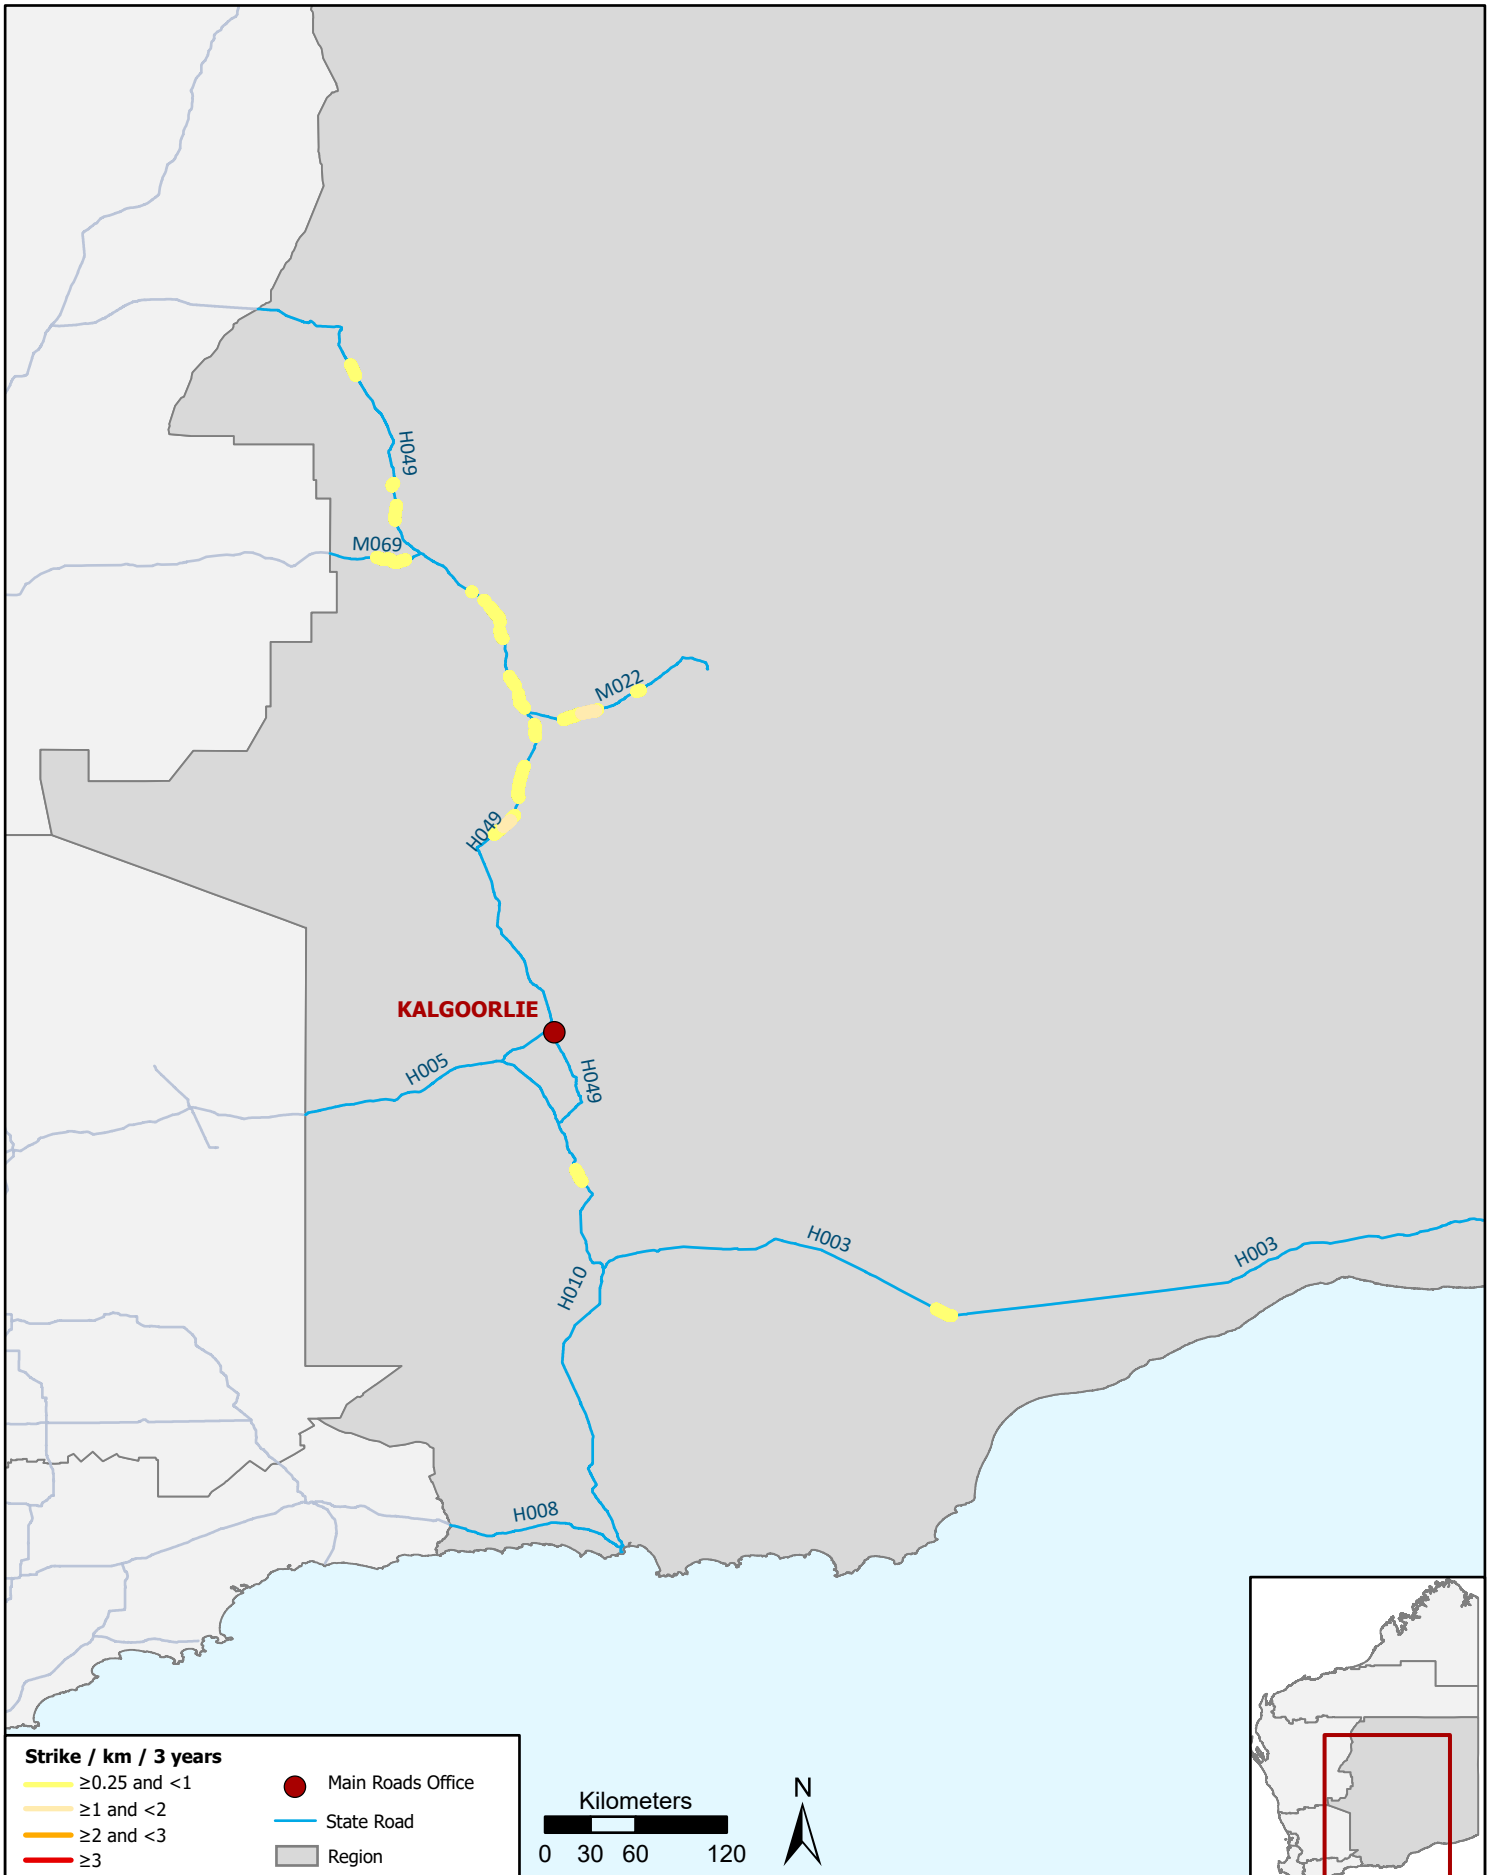 H049
M069
M022
H049
KALGOORLIE
H005
H049
H003
H003
H010
H008
Strike / km / 3 years
≥0.25 and <1
≥1 and <2
≥2 and <3
≥3
Main Roads Office
State Road
Region
Kilometers
0 30 60 120
N